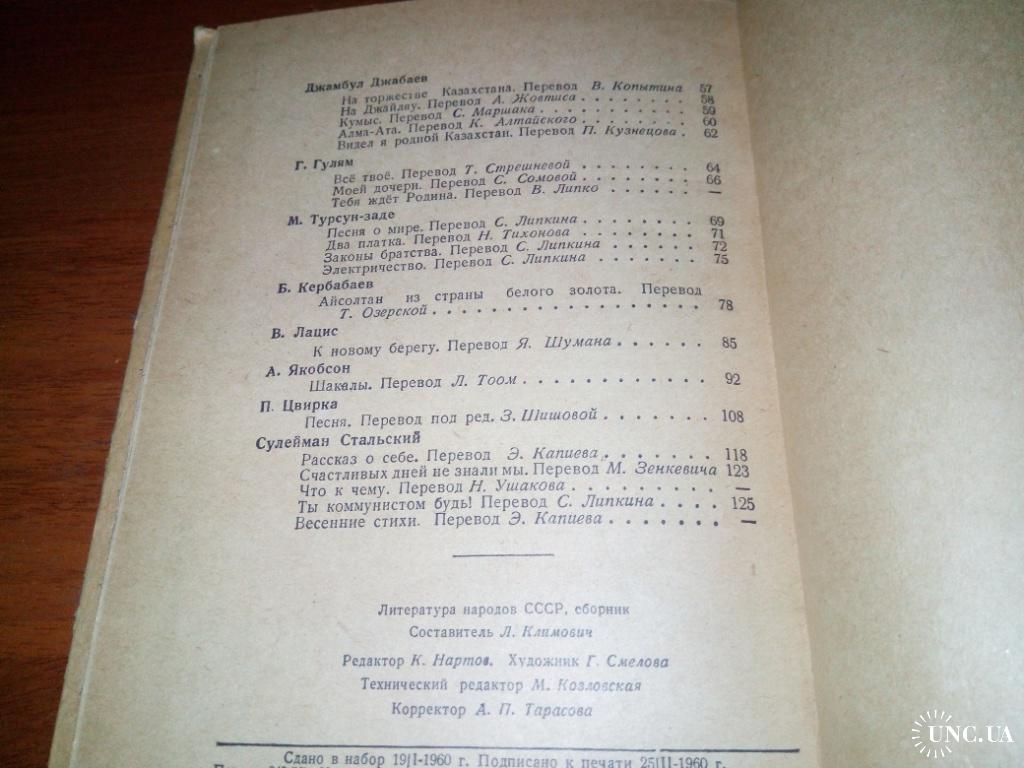 Джамбул Джабаев
На торжестве Казахстана. Перевод В. Копытина 57
На Джайляу. Перевод А. Жовтиса . . . . . . . . 58
Кумыс. Перевод С. Маршака . . . . . . . . . . 59
Алма-Ата. Перевод К. Алтайского . . . . . . . . 60
Видел я родной Казахстан. Перевод П. Кузнецова . 62
Г. Гулям
Всё твоё. Перевод Т. Стрешневой . . . . . . . . 64
Моей дочери. Перевод С. Сомовой . . . . . . . . 66
Тебя ждёт Родина. Перевод В. Липко . . . . . . —
М. Турсун-заде
Песня о мире. Перевод С. Липкина . . . . . . . . 69
Два платка. Перевод Н. Тихонова . . . . . . . . 71
Законы братства. Перевод С. Липкина . . . . . . . 72
Электричество. Перевод С. Липкина . . . . . . . 75
Б. Кербабаев
Айсолтан из страны белого золота. Перевод
Т. Озерской . . . . . . . . . . . . . . . . . 78
В. Лацис
К новому берегу. Перевод Я. Шумана . . . . . . 85
А. Якобсон
Шакалы. Перевод Л. Тоом . . . . . . . . . . . . 92
П. Цвирка
Песня. Перевод под ред. З. Шишовой . . . . . . . 108
Сулейман Стальский
Рассказ о себе. Перевод Э. Капиева . . . . . . . 118
Счастливых дней не знали мы. Перевод М. Зенкевича 123
Что к чему. Перевод Н. Ушакова . . . . . . . . . —
Ты коммунистом будь! Перевод С. Липкина . . . . 125
Весенние стихи. Перевод Э. Капиева . . . . . . . —
Литература народов СССР, сборник
Составитель Л. Климович
Редактор К. Нартов. Художник Г. Смелова
Технический редактор М. Козловская
Корректор А. П. Тарасова
Сдано в набор 19/I-1960 г. Подписано к печати 25/II-1960 г.
UNC.UA